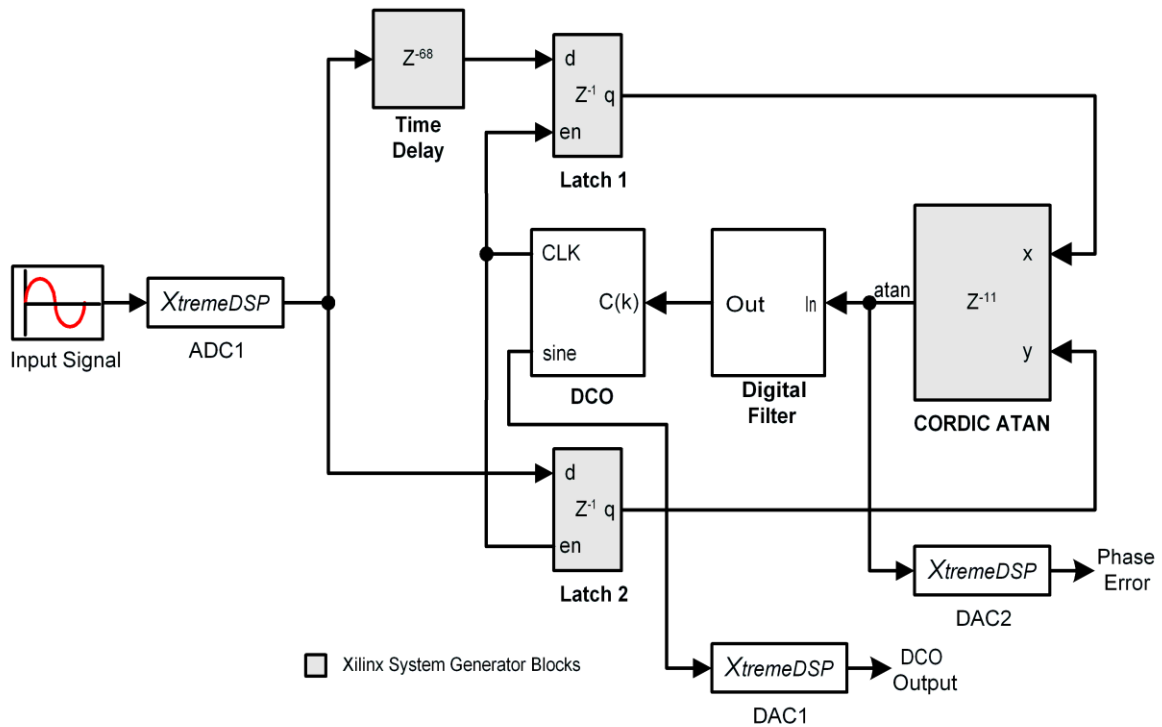 Z-68
Time
Delay
d
Z-1 q
en
Latch 1
Input Signal
XtremeDSP
ADC1
CLK
C(k)
sine
DCO
Out
In
Digital
Filter
atan
x
Z-11
y
CORDIC ATAN
d
Z-1 q
en
Latch 2
XtremeDSP
DAC2
Phase
Error
Xilinx System Generator Blocks
XtremeDSP
DAC1
DCO
Output